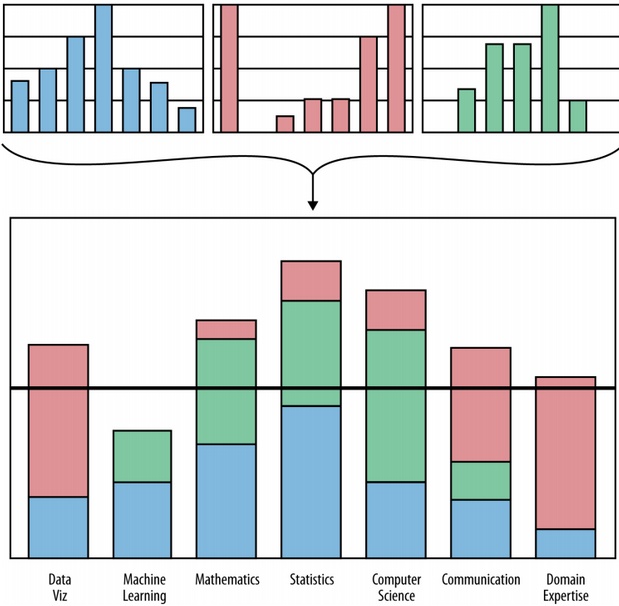 Data
Viz
Machine
Learning
Mathematics
Statistics
Computer
Science
Communication
Domain
Expertise